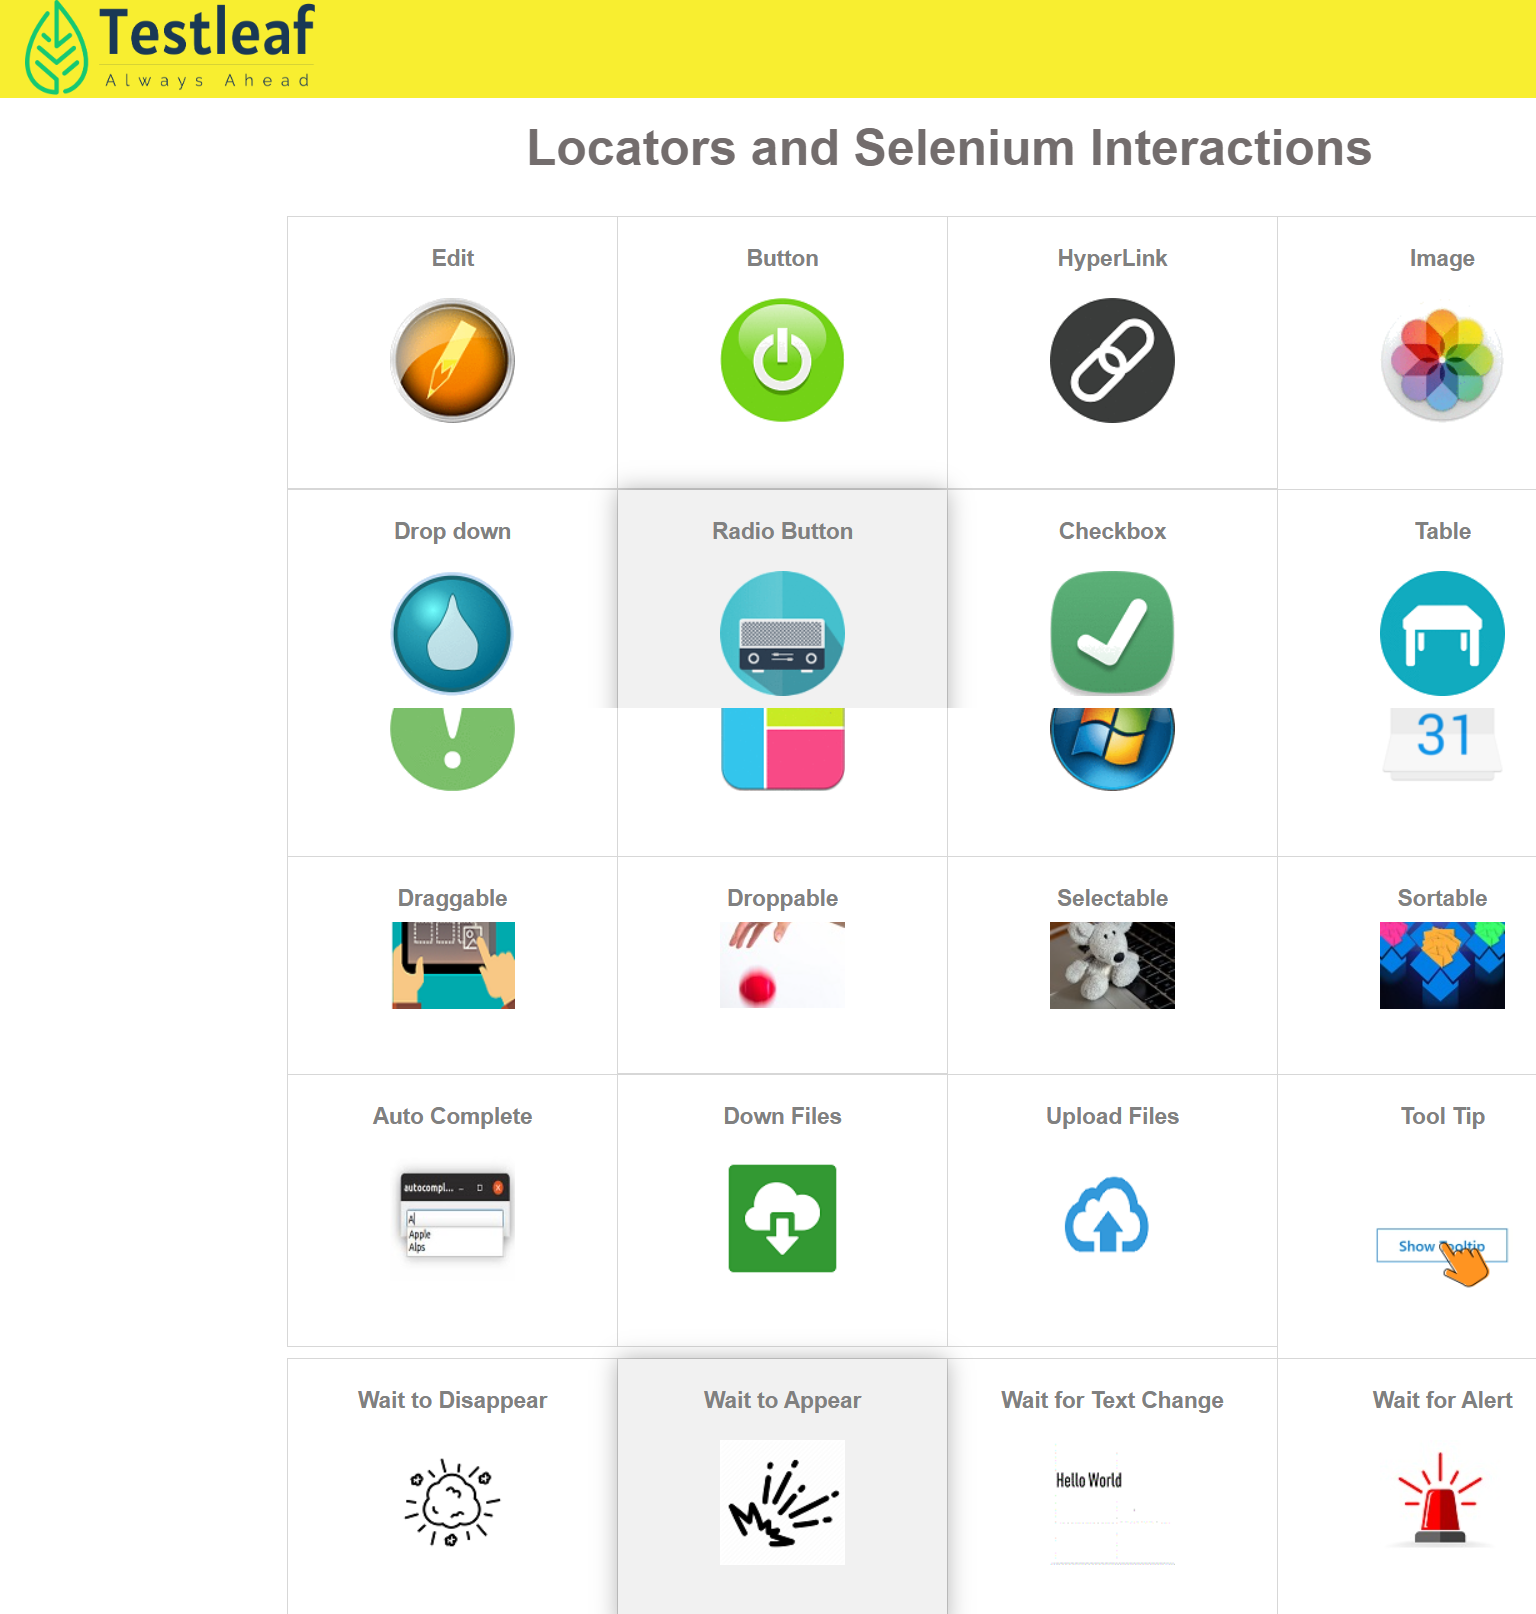 Testleaf
Always Ahead
Locators and Selenium Interactions
Edit
Button
HyperLink
Image
Drop down
Radio Button
Checkbox
Table
31
Draggable
Droppable
Selectable
Sortable
Auto Complete
Down Files
Upload Files
Tool Tip
autocompl...
A
Apple
Alps
Show Tooltip
Wait to Disappear
Wait to Appear
Wait for Text Change
Wait for Alert
Hello World